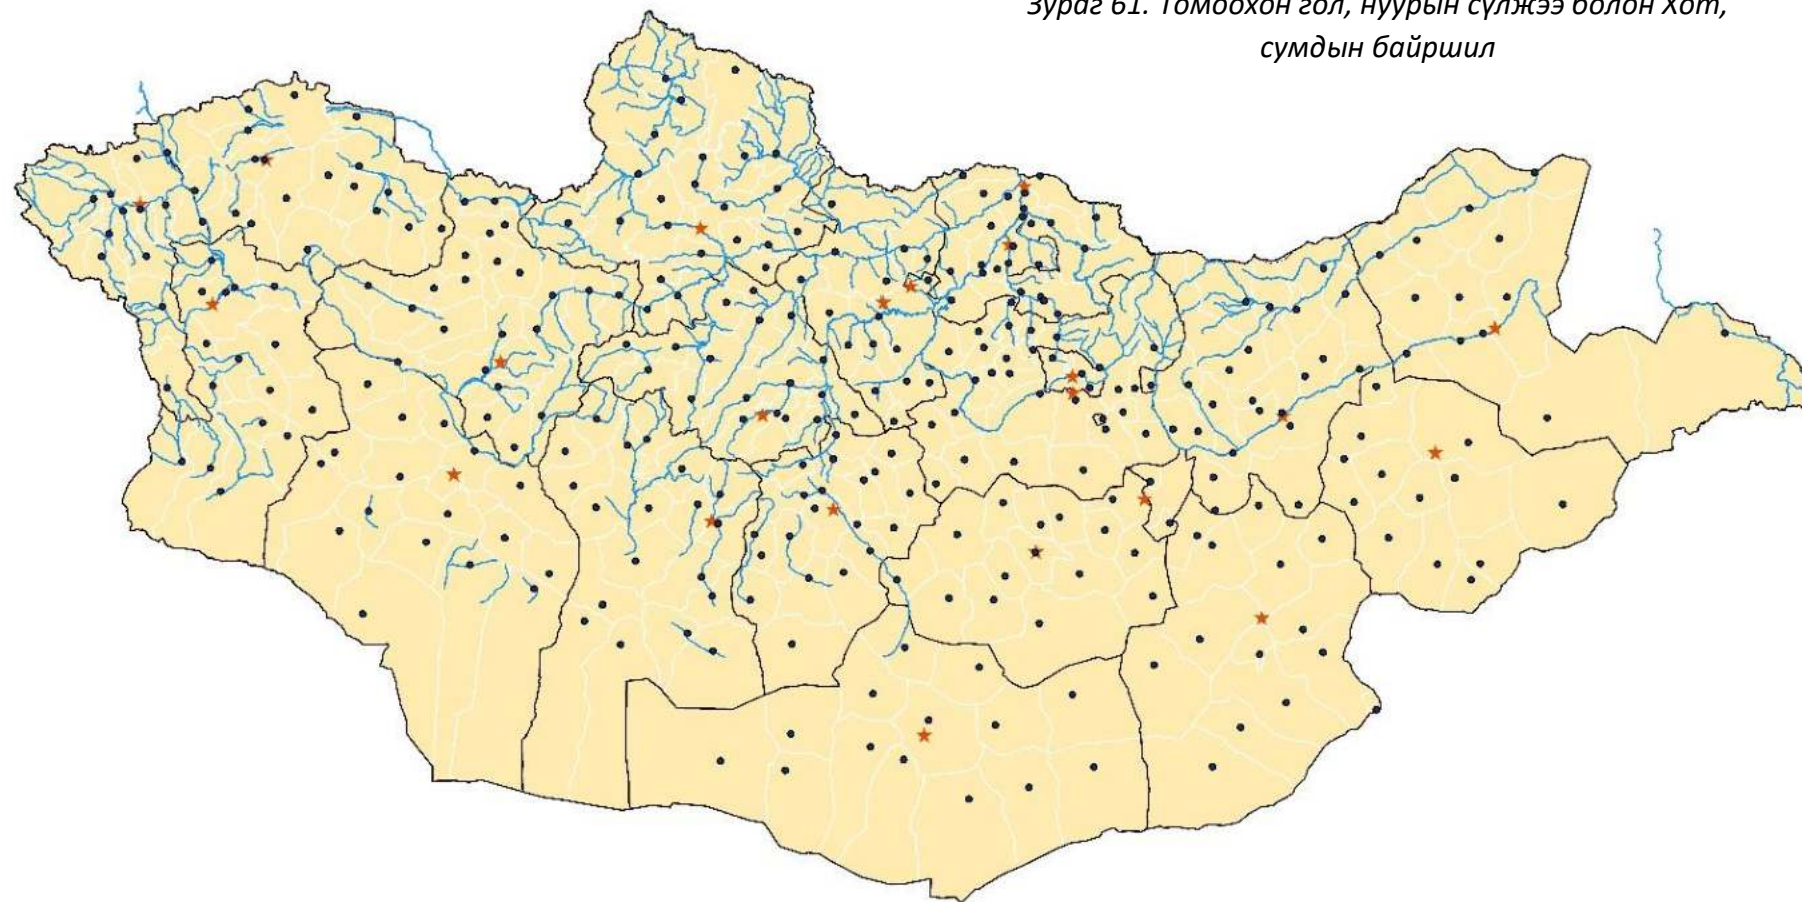 Зураг 61. Томоохон гол, нуурын сүлжээ болон Хот,
сумдын байршил